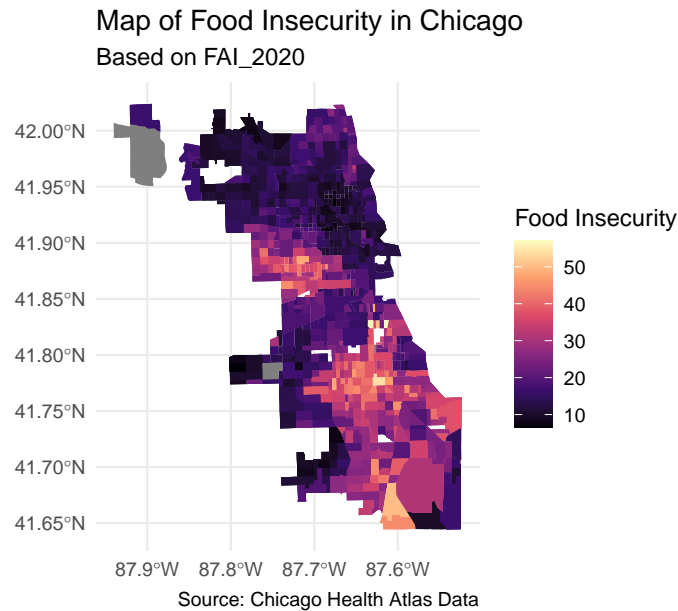 Map of Food Insecurity in Chicago
Based on FAI_2020
42.00°N
41.95°N
41.90°N
41.85°N
41.80°N
41.75°N
41.70°N
41.65°N
87.9°W 87.8°W 87.7°W 87.6°W
Food Insecurity
50
40
30
20
10
Source: Chicago Health Atlas Data